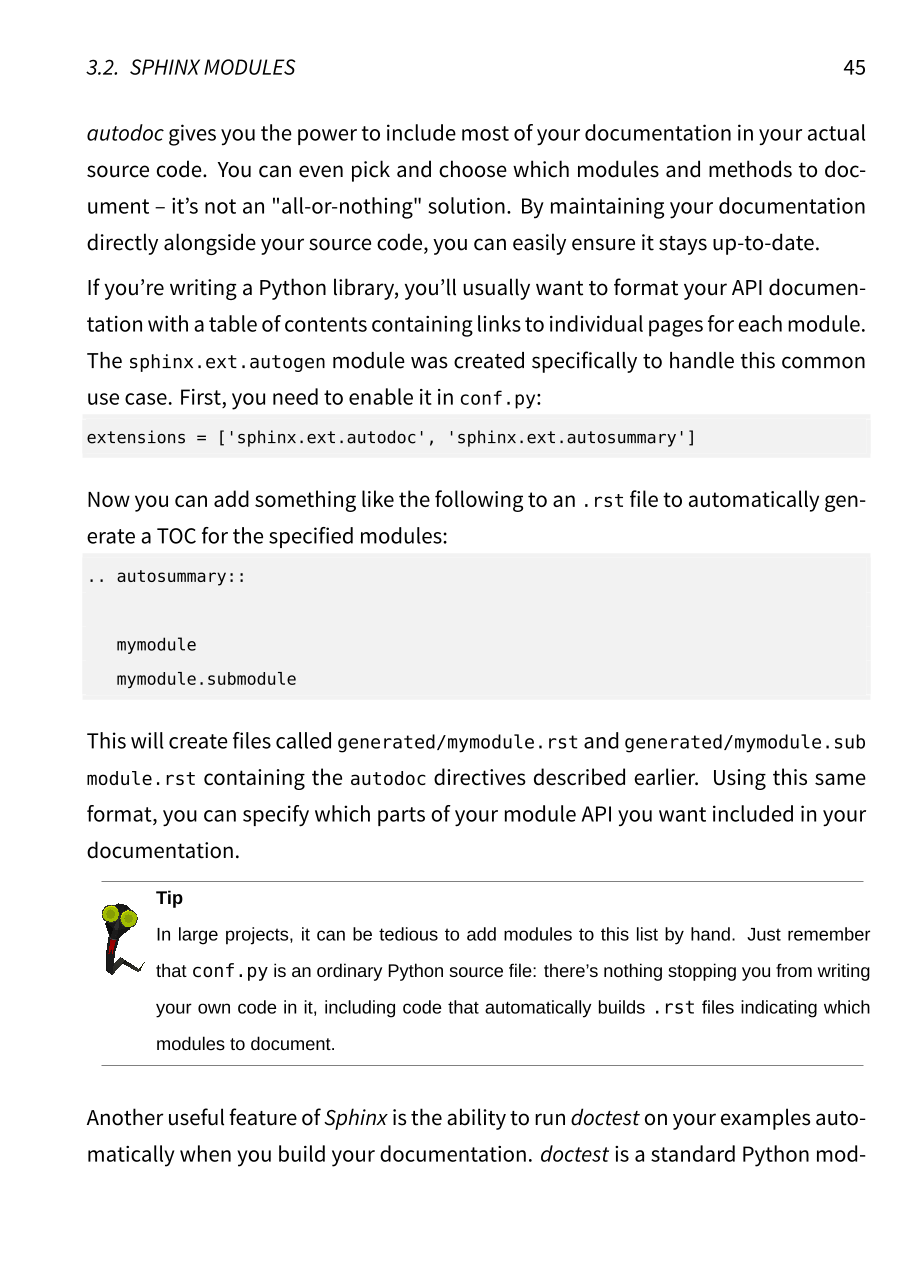 3.2. SPHINX MODULES 45
autodoc gives you the power to include most of your documentation in your actual
source code. You can even pick and choose which modules and methods to doc-
ument – it’s not an "all-or-nothing" solution. By maintaining your documentation
directly alongside your source code, you can easily ensure it stays up-to-date.
If you’re writing a Python library, you’ll usually want to format your API documen-
tation with a table of contents containing links to individual pages for each module.
The sphinx.ext.autogen module was created specifically to handle this common
use case. First, you need to enable it in conf.py:
extensions = ['sphinx.ext.autodoc', 'sphinx.ext.autosummary']
Now you can add something like the following to an .rst file to automatically gen-
erate a TOC for the specified modules:
.. autosummary::
   mymodule
   mymodule.submodule
This will create files called generated/mymodule.rst and generated/mymodule.sub
module.rst containing the autodoc directives described earlier. Using this same
format, you can specify which parts of your module API you want included in your
documentation.
Tip
In large projects, it can be tedious to add modules to this list by hand. Just remember
that conf.py is an ordinary Python source file: there’s nothing stopping you from writing
your own code in it, including code that automatically builds .rst files indicating which
modules to document.
Another useful feature of Sphinx is the ability to run doctest on your examples auto-
matically when you build your documentation. doctest is a standard Python mod-